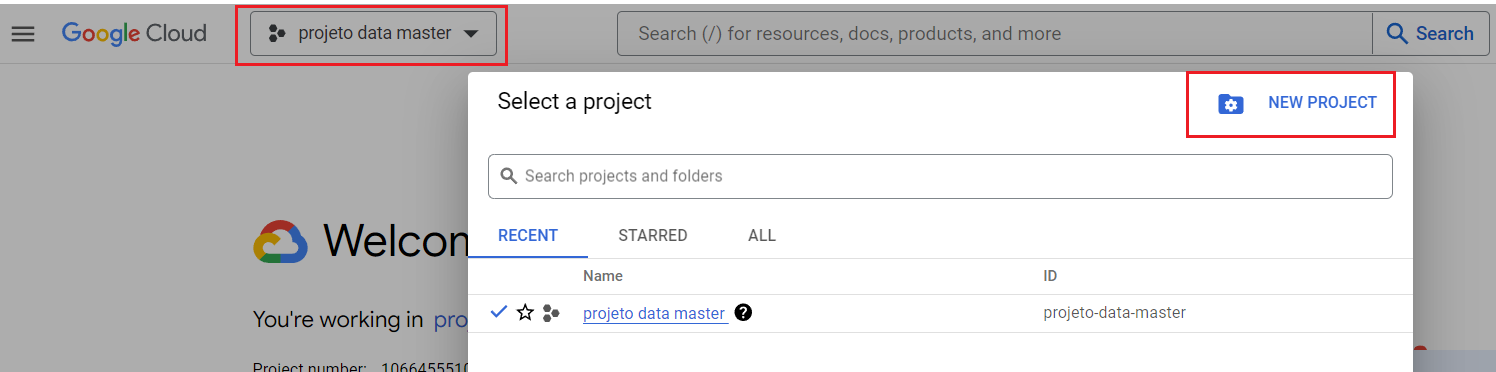 Google Cloud
projeto data master
Search (/) for resources, docs, products, and more
Search
Select a project
NEW PROJECT
Search projects and folders
RECENT
STARRED
ALL
Name
ID
projeto data master
projeto-data-master
Welcon
You're working in proj
Project number: 1066455510